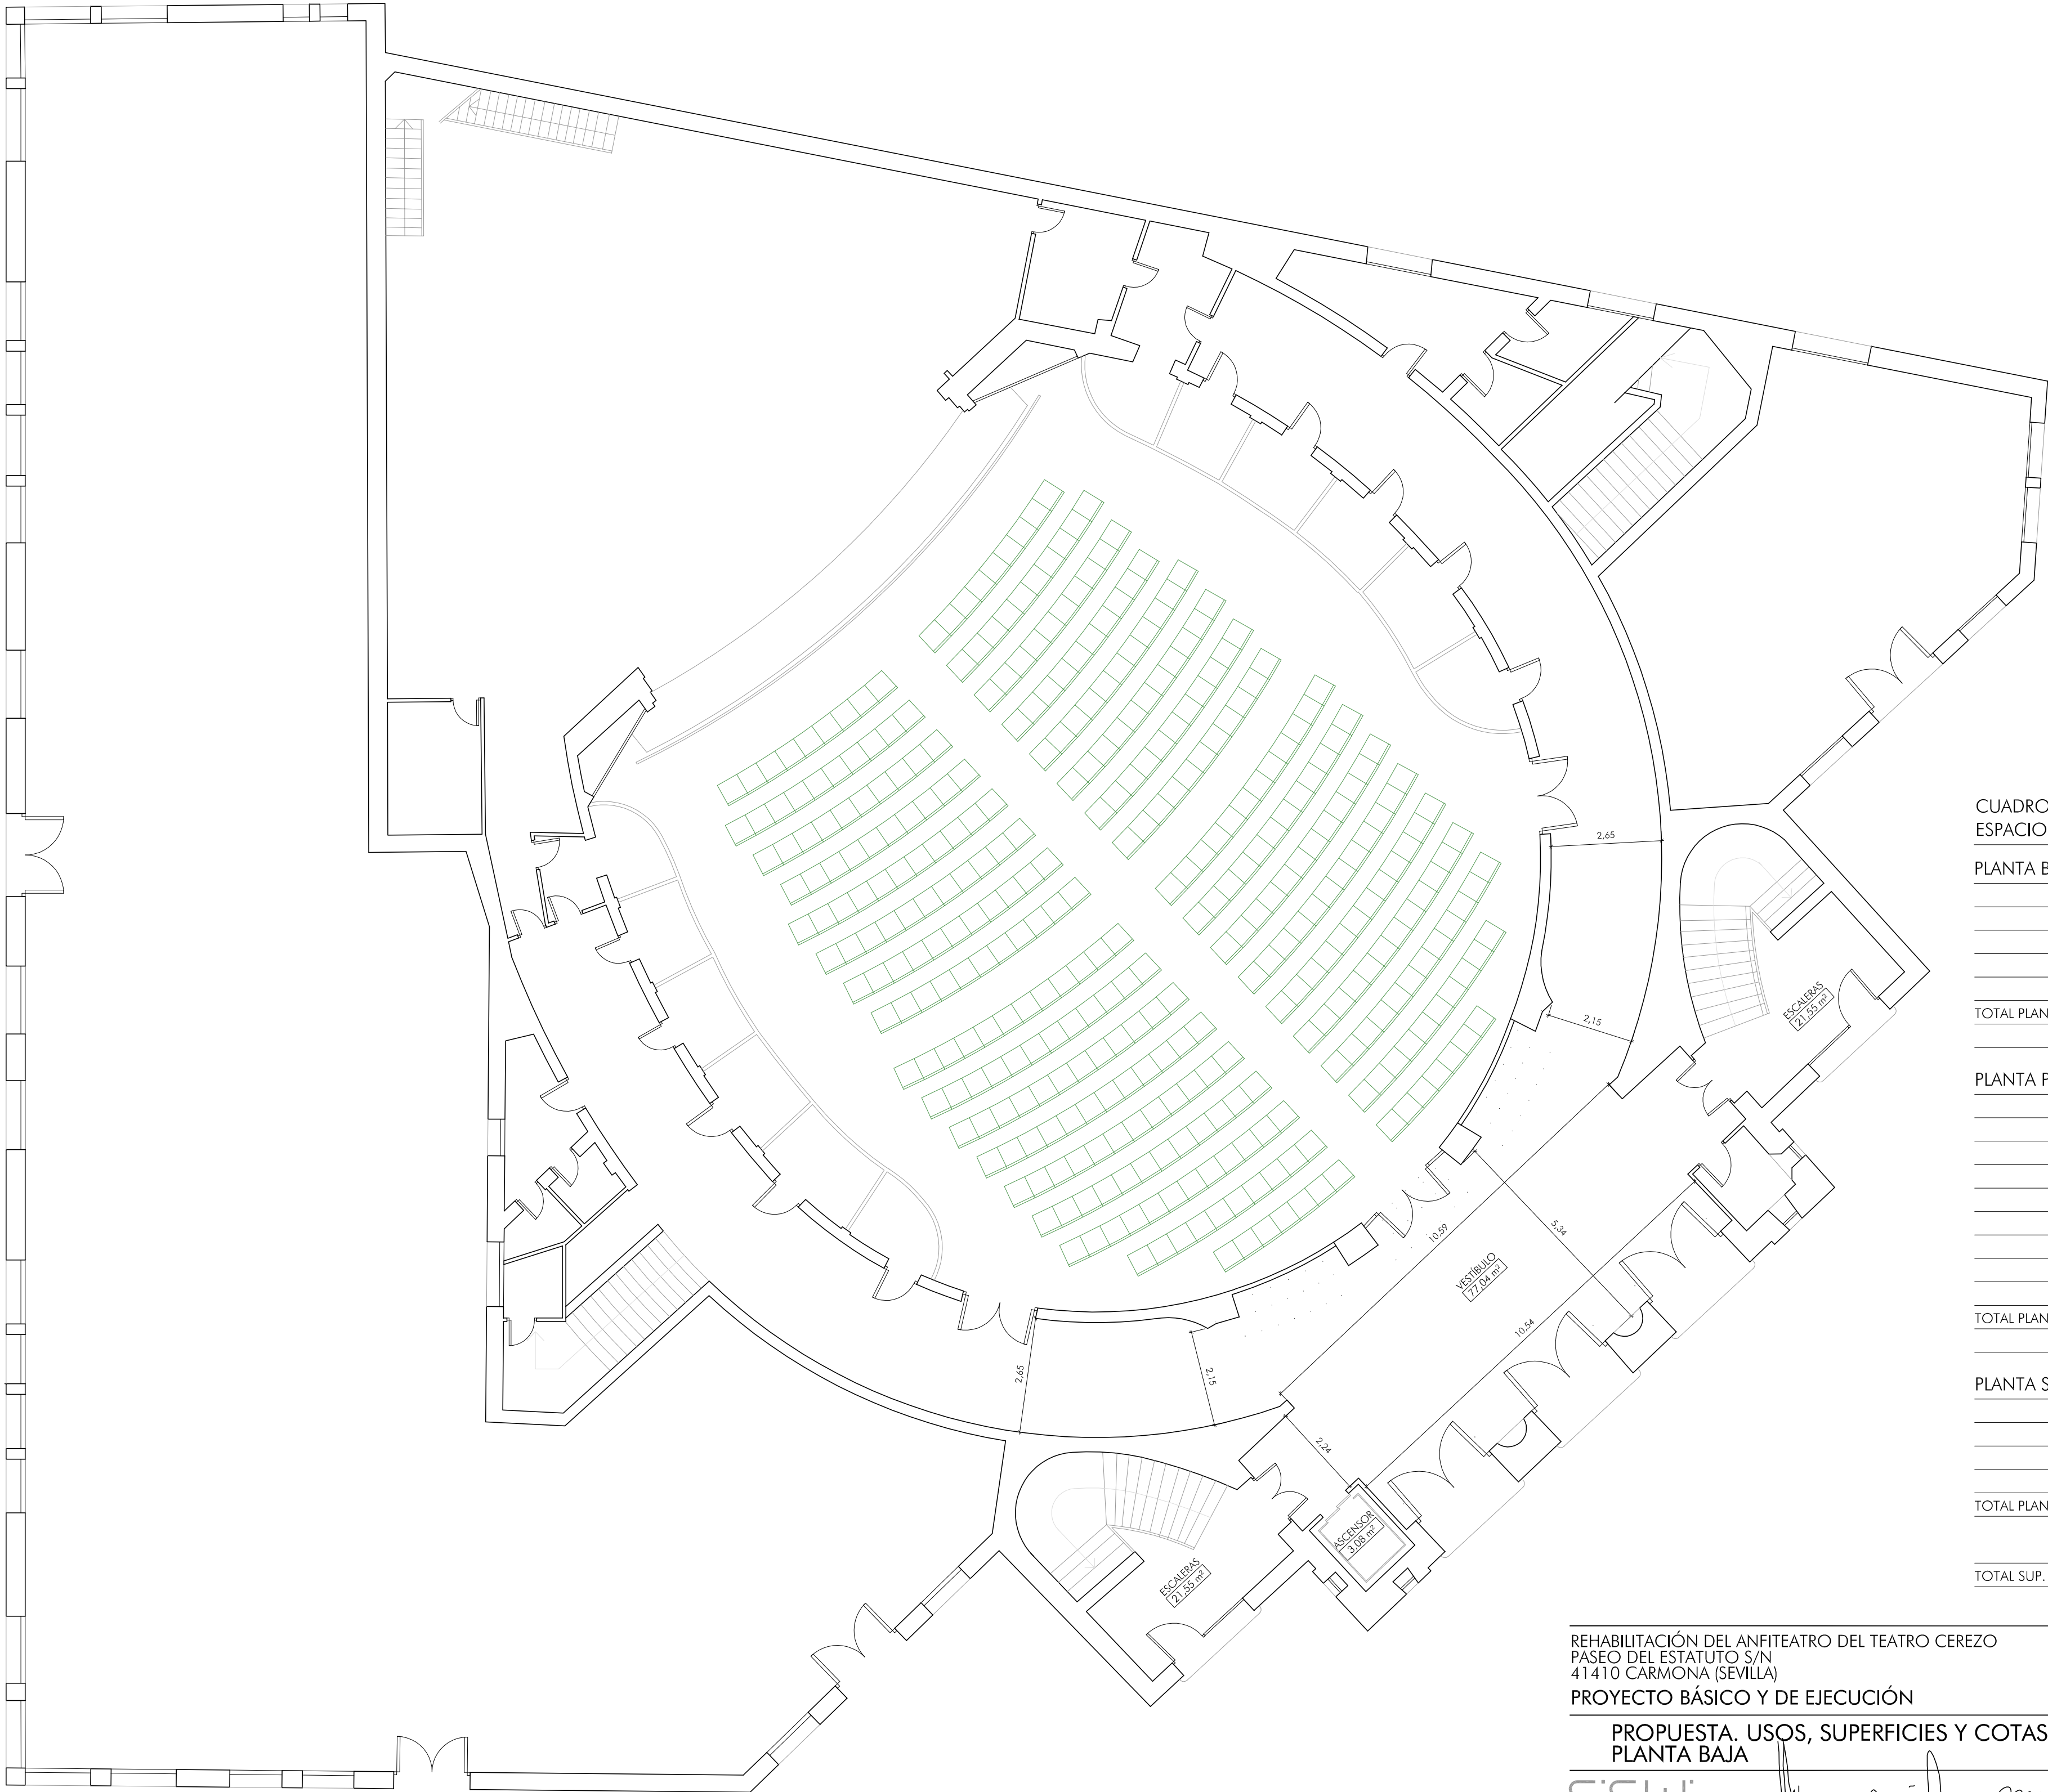 2,65
2,15
ESCALERAS
21,55 m²
10,59
5,34
VESTÍBULO
77,04 m²
10,54
2,65
2,15
2,24
ASCENSOR
3,08 m²
ESCALERAS
21,55 m²
CUADRO
ESPACIO
PLANTA B
TOTAL PLAN
PLANTA P
TOTAL PLAN
PLANTA S
TOTAL PLAN
TOTAL SUP.
REHABILITACIÓN DEL ANFITEATRO DEL TEATRO CEREZO
PASEO DEL ESTATUTO S/N
41410 CARMONA (SEVILLA)
PROYECTO BÁSICO Y DE EJECUCIÓN
PROPUESTA. USOS, SUPERFICIES Y COTAS
PLANTA BAJA